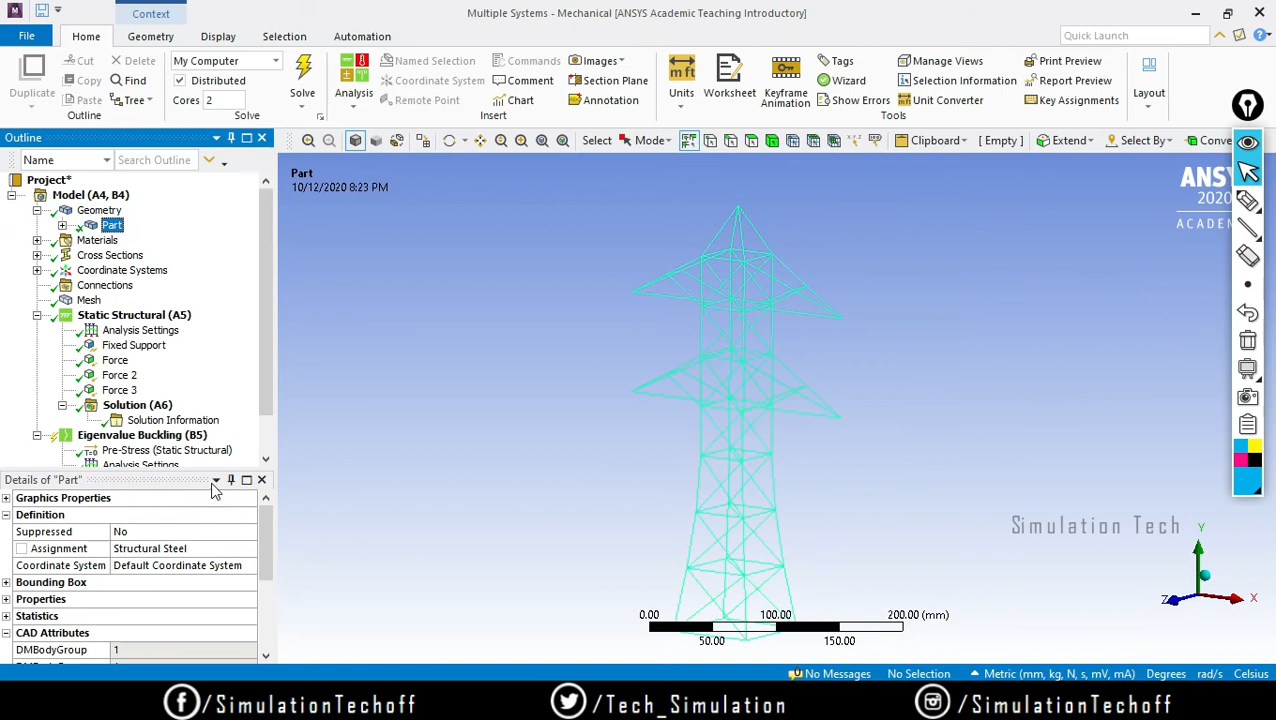 Context
Multiple Systems - Mechanical [ANSYS Academic Teaching Introductory]
File Home Geometry Display Selection Automation Quick Launch
Cut Delete My Computer Named Selection Commands Images Tags Manage Views Print Preview
Duplicate Copy Find Distributed Solve Analysis Coordinate System Comment Section Plane Units Worksheet Keyframe Animation Wizard Selection Information Report Preview Layout
Paste Tree Cores 2 Remote Point Chart Annotation Show Errors Unit Converter Key Assignments
Outline Solve Insert Tools
Outline
Select Mode Clipboard [ Empty ] Extend Select By Conve
Name Search Outline
Project*
Model (A4, B4)
Geometry
Part
Materials
Cross Sections
Coordinate Systems
Connections
Mesh
Static Structural (A5)
Analysis Settings
Fixed Support
Force
Force 2
Force 3
Solution (A6)
Solution Information
Eigenvalue Buckling (B5)
Pre-Stress (Static Structural)
Analysis Settings
Details of "Part"
Graphics Properties
Definition
Suppressed No
Assignment Structural Steel
Coordinate System Default Coordinate System
Bounding Box
Properties
Statistics
CAD Attributes
DMBodyGroup 1
Part
10/12/2020 8:23 PM
ANS
2020
ACADE
Simulation Tech
Y
Z
X
0.00 100.00 200.00 (mm)
50.00 150.00
0 No Messages No Selection Metric (mm, kg, N, s, mV, mA) Degrees rad/s Celsius
/SimulationTechoff /Tech_Simulation /SimulationTechoff